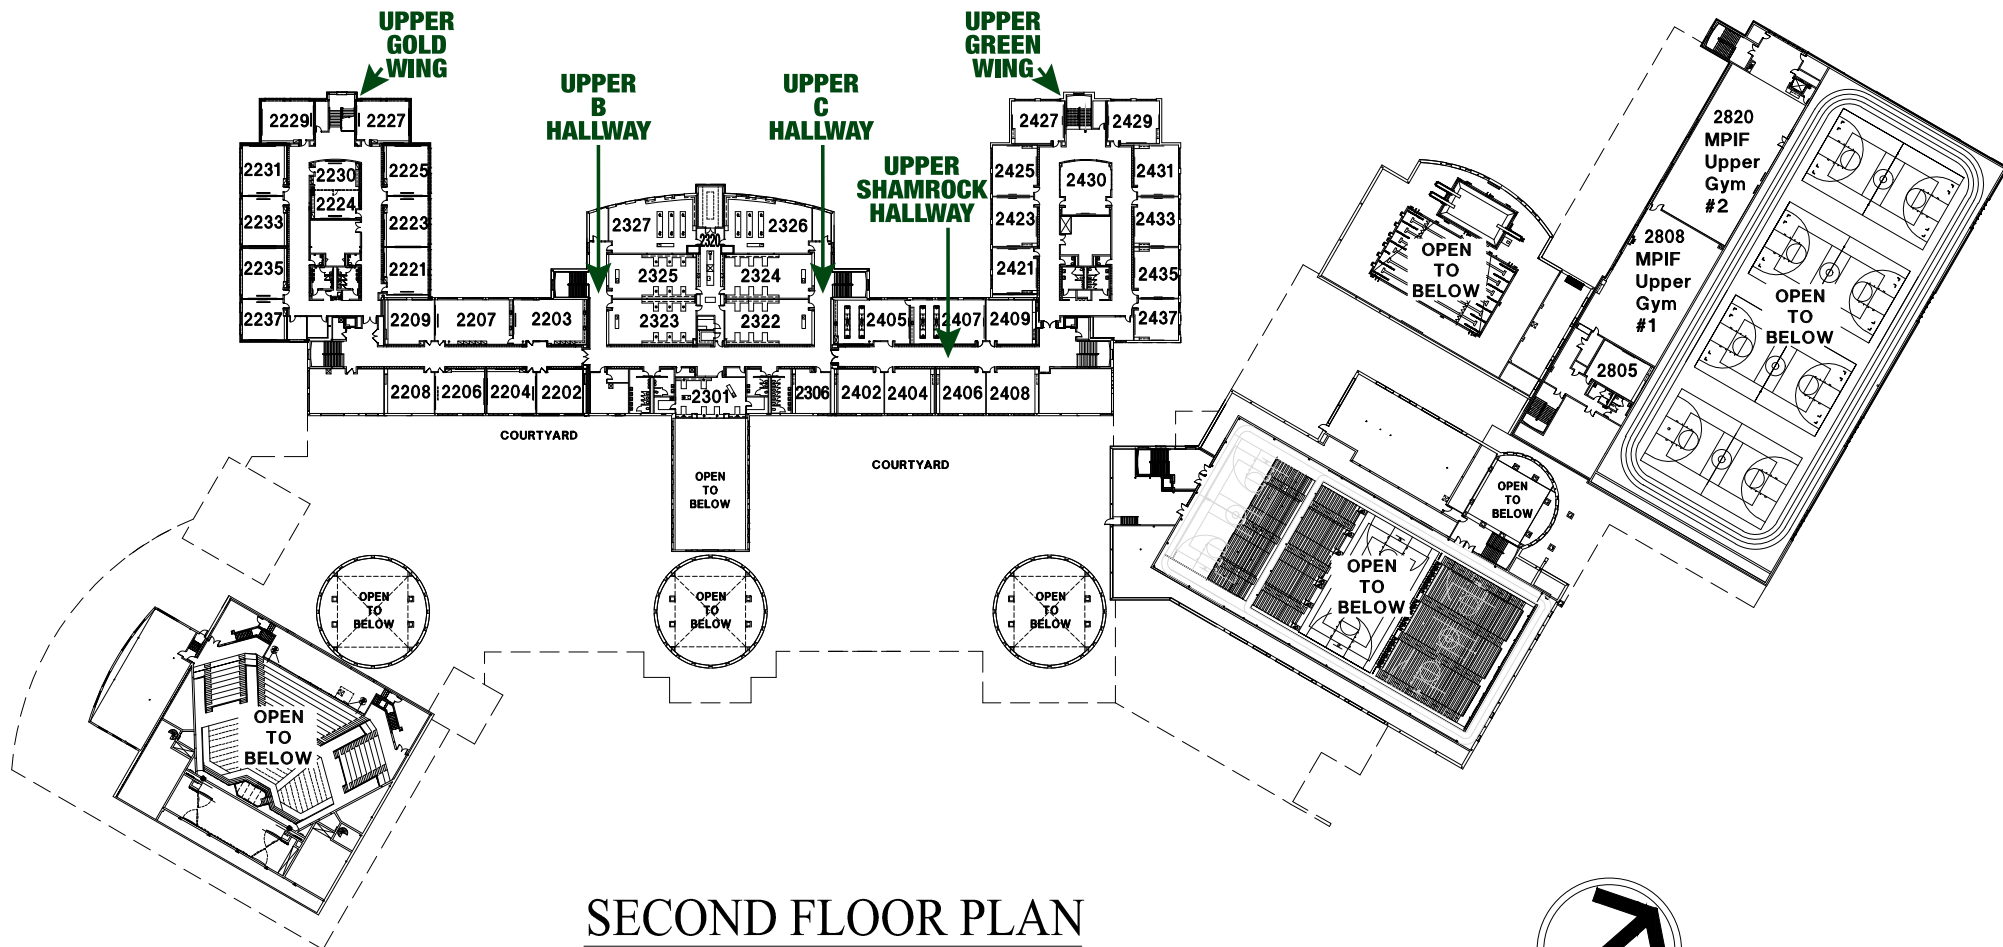 UPPER
GOLD
WING
UPPER
B
HALLWAY
UPPER
C
HALLWAY
UPPER
GREEN
WING
UPPER
SHAMROCK
HALLWAY
2229
2227
2231
2230
2225
2224
2233
2223
2235
2221
2237
2209
2207
2203
2208
2206
2204
2202
2327
2320
2326
2325
2324
2323
2322
2301
2306
2405
2407
2409
2402
2404
2406
2408
2427
2429
2425
2430
2431
2423
2433
2421
2435
2437
2820
MPIF
Upper
Gym
#2
2808
MPIF
Upper
Gym
#1
2805
OPEN
TO
BELOW
OPEN
TO
BELOW
COURTYARD
COURTYARD
OPEN
TO
BELOW
OPEN
TO
BELOW
OPEN
TO
BELOW
OPEN
TO
BELOW
OPEN
TO
BELOW
OPEN
TO
BELOW
OPEN
TO
BELOW
SECOND FLOOR PLAN